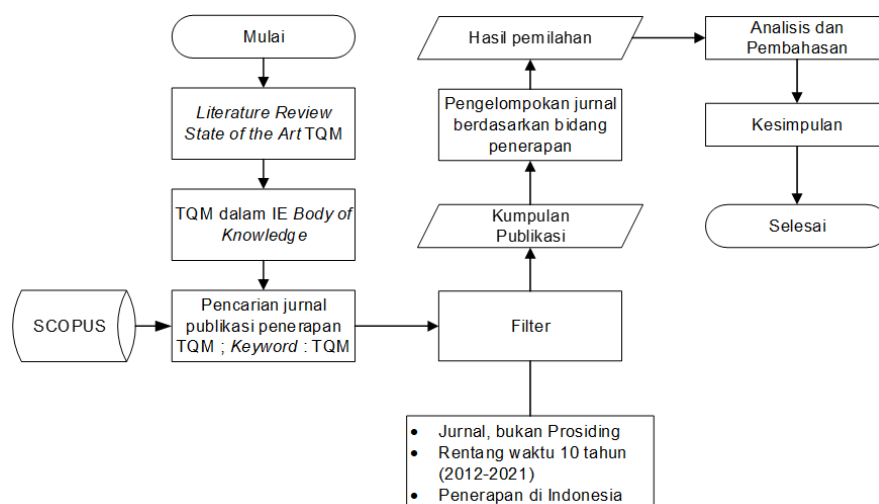 Mulai
Literature Review
State of the Art TQM
TQM dalam IE Body of
Knowledge
SCOPUS
Pencarian jurnal
publikasi penerapan
TQM ; Keyword : TQM
Filter
• Jurnal, bukan Prosiding
• Rentang waktu 10 tahun
(2012-2021)
• Penerapan di Indonesia
Kumpulan
Publikasi
Pengelompokan jurnal
berdasarkan bidang
penerapan
Hasil pemilahan
Analisis dan
Pembahasan
Kesimpulan
Selesai